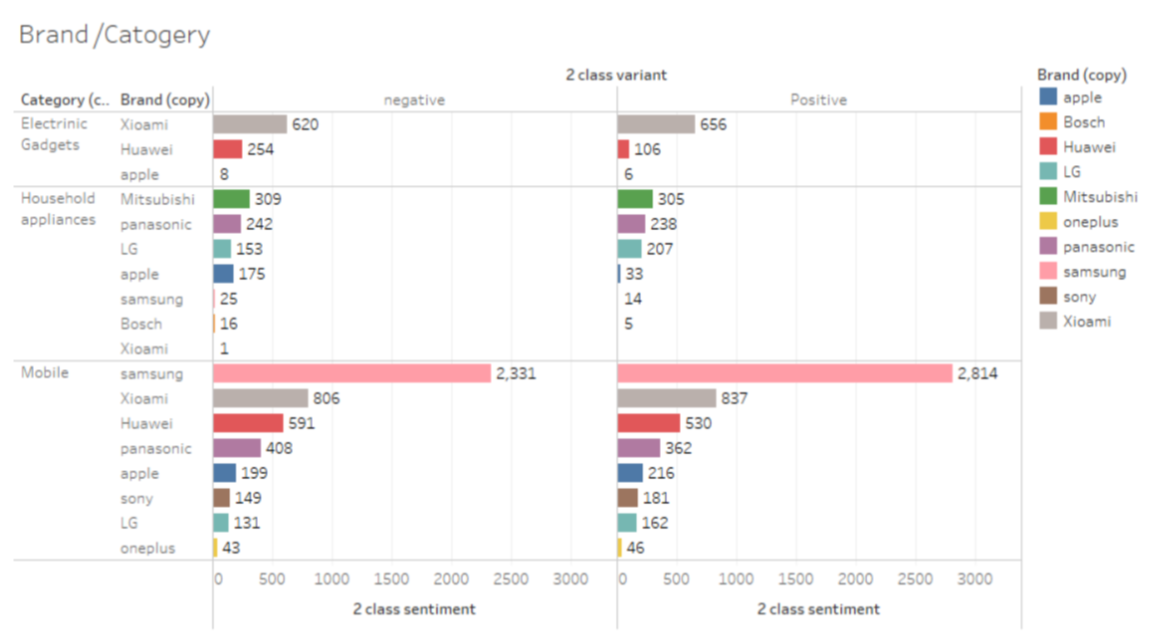 Brand /Catogery
2 class variant
Category (c.. Brand (copy) negative Positive
Electrinic Gadgets Xioami 620 656
Huawei 254 106
apple 8 6
Household appliances Mitsubishi 309 305
panasonic 242 238
LG 153 207
apple 175 33
samsung 25 14
Bosch 16 5
Xioami 1
Mobile samsung 2,331 2,814
Xioami 806 837
Huawei 591 530
panasonic 408 362
apple 199 216
sony 149 181
LG 131 162
oneplus 43 46
0 500 1000 1500 2000 2500 3000 0 500 1000 1500 2000 2500 3000
2 class sentiment 2 class sentiment
Brand (copy)
apple
Bosch
Huawei
LG
Mitsubishi
oneplus
panasonic
samsung
sony
Xioami